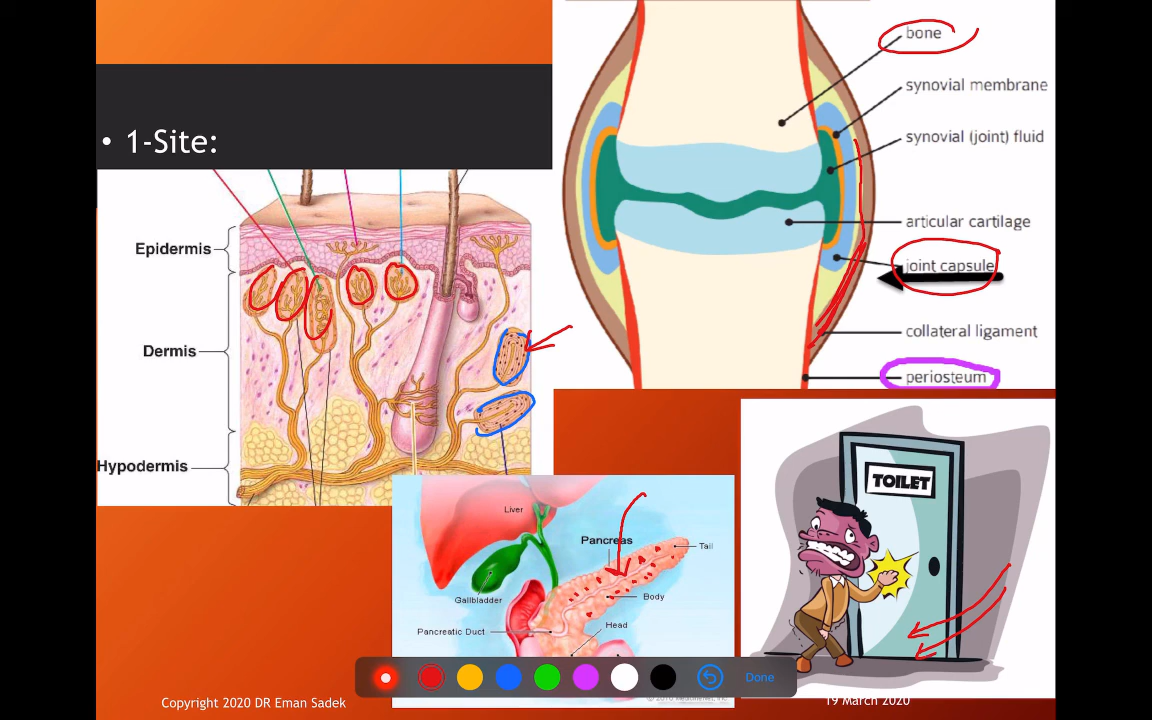 • 1-Site:
Epidermis
Dermis
Hypodermis
bone
synovial membrane
synovial (joint) fluid
articular cartilage
joint capsule
collateral ligament
periosteum
Liver
Pancreas
Tail
Gallbladder
Body
Pancreatic Duct
Head
TOILET
Done
Copyright 2020 DR Eman Sadek
19 March 2020